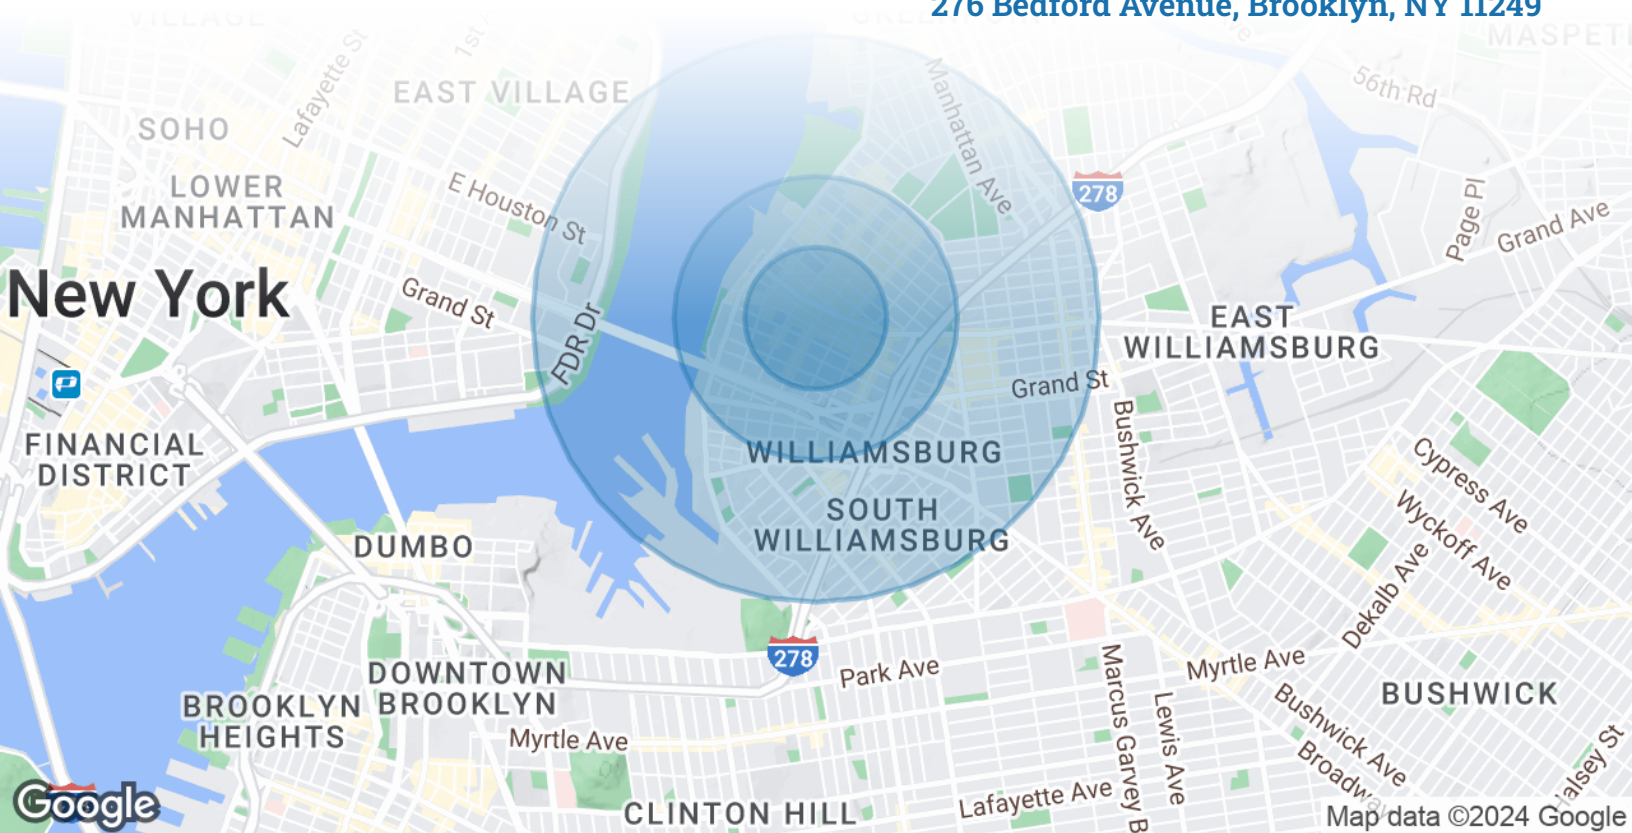 276 Bedford Avenue, Brooklyn, NY 11249
VILLAGE
MASPET
Lafayette St
1st
EAST VILLAGE
Manhattan Ave
56th Rd
SOHO
278
LOWER
MANHATTAN
E Houston St
Page Pl
Grand Ave
New York
Grand St
FDR Dr
EAST
WILLIAMSBURG
Grand St
Bushwick Ave
FINANCIAL
DISTRICT
WILLIAMSBURG
Cypress Ave
SOUTH
WILLIAMSBURG
Wyckoff Ave
DUMBO
Dekalb Ave
278
Park Ave
Myrtle Ave
DOWNTOWN
BROOKLYN
BROOKLYN
HEIGHTS
Marcus Garvey B
Lewis Ave
BUSHWICK
Bushwick Ave
Myrtle Ave
Broadway
Halsey St
Lafayette Ave
CLINTON HILL
Google
Map data ©2024 Google